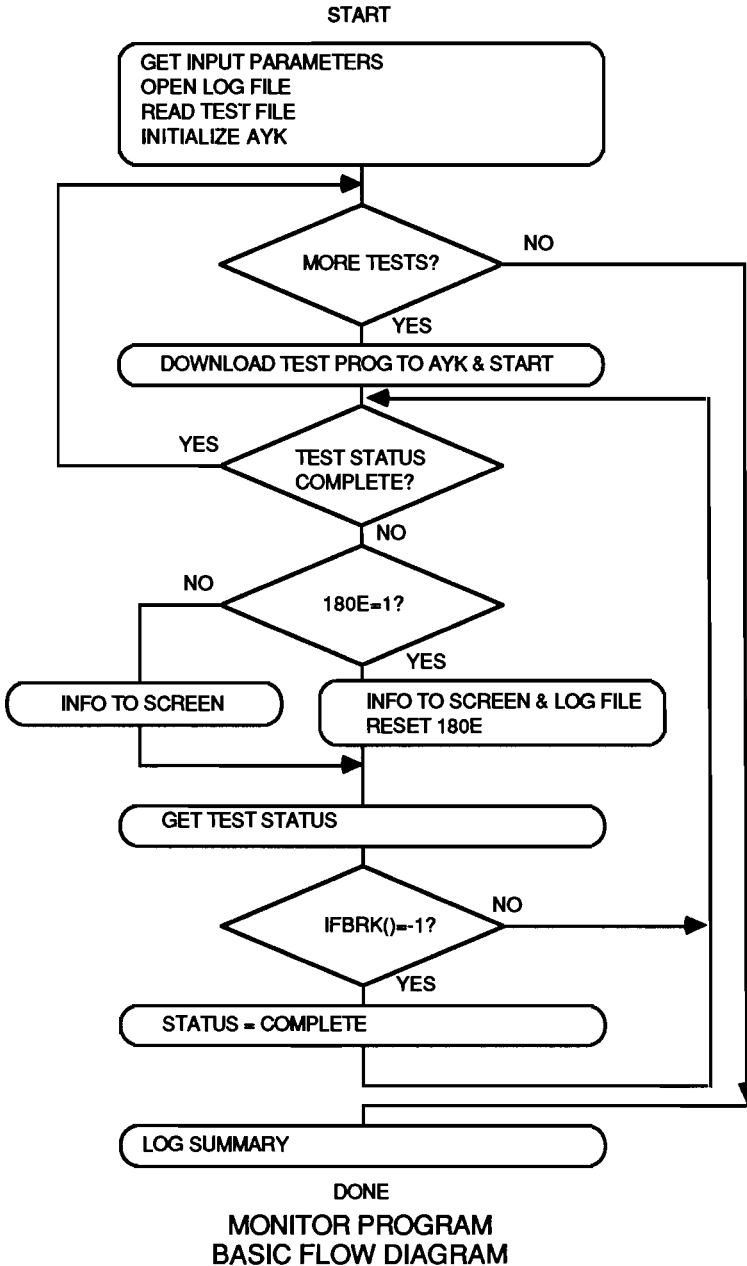 START
GET INPUT PARAMETERS
OPEN LOG FILE
READ TEST FILE
INITIALIZE AYK
NO
MORE TESTS?
YES
DOWNLOAD TEST PROG TO AYK & START
YES
TEST STATUS
COMPLETE?
NO
NO
180E=1?
YES
INFO TO SCREEN
INFO TO SCREEN & LOG FILE
RESET 180E
GET TEST STATUS
NO
IFBRK()=-1?
YES
STATUS = COMPLETE
LOG SUMMARY
DONE
MONITOR PROGRAM
BASIC FLOW DIAGRAM